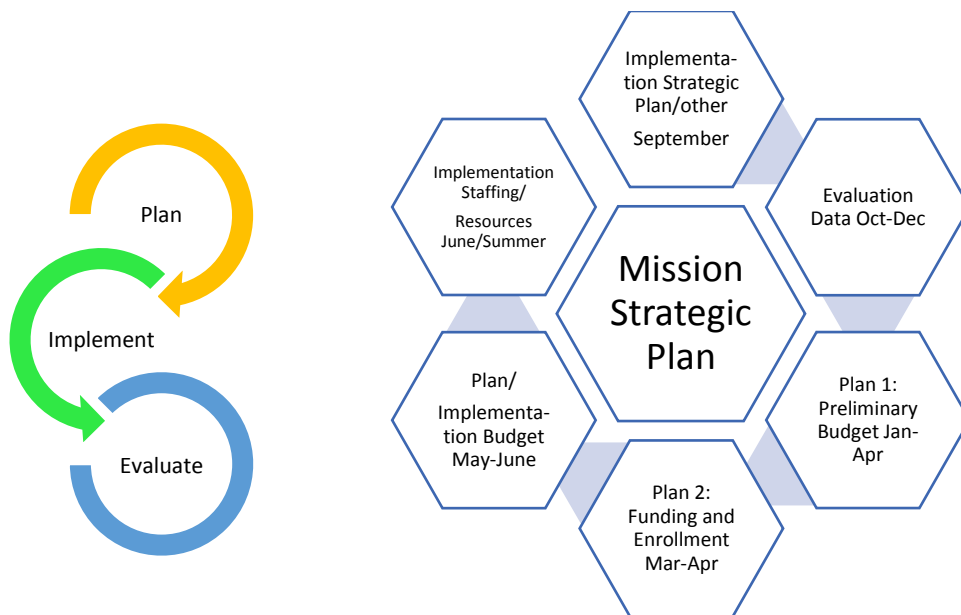 Plan
Implement
Evaluate
Implementa-
tion Strategic
Plan/other
September
Evaluation
Data Oct-Dec
Plan 1:
Preliminary
Budget Jan-
Apr
Plan 2:
Funding and
Enrollment
Mar-Apr
Plan/
Implementa-
tion Budget
May-June
Implementation
Staffing/
Resources
June/Summer
Mission
Strategic
Plan